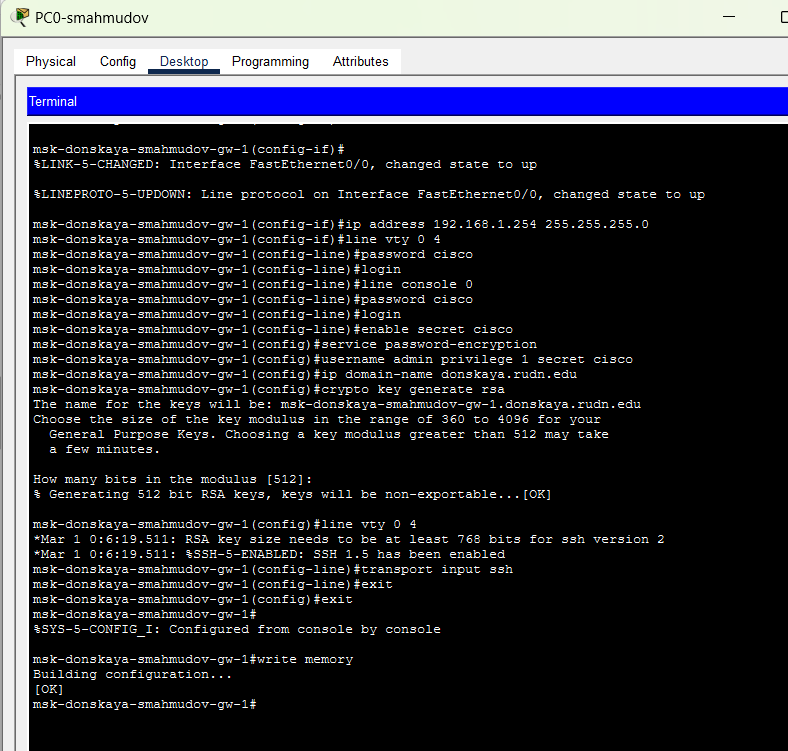 PC0-smahmudov
Physical Config Desktop Programming Attributes
Terminal
msk-donskaya-smahmudov-gw-1(config-if)#
%LINK-5-CHANGED: Interface FastEthernet0/0, changed state to up
%LINEPROTO-5-UPDOWN: Line protocol on Interface FastEthernet0/0, changed state to up
msk-donskaya-smahmudov-gw-1(config-if)#ip address 192.168.1.254 255.255.255.0
msk-donskaya-smahmudov-gw-1(config-if)#line vty 0 4
msk-donskaya-smahmudov-gw-1(config-line)#password cisco
msk-donskaya-smahmudov-gw-1(config-line)#login
msk-donskaya-smahmudov-gw-1(config-line)#line console 0
msk-donskaya-smahmudov-gw-1(config-line)#password cisco
msk-donskaya-smahmudov-gw-1(config-line)#login
msk-donskaya-smahmudov-gw-1(config-line)#enable secret cisco
msk-donskaya-smahmudov-gw-1(config)#service password-encryption
msk-donskaya-smahmudov-gw-1(config)#username admin privilege 1 secret cisco
msk-donskaya-smahmudov-gw-1(config)#ip domain-name donskaya.rudn.edu
msk-donskaya-smahmudov-gw-1(config)#crypto key generate rsa
The name for the keys will be: msk-donskaya-smahmudov-gw-1.donskaya.rudn.edu
Choose the size of the key modulus in the range of 360 to 4096 for your
General Purpose Keys. Choosing a key modulus greater than 512 may take
a few minutes.
How many bits in the modulus [512]:
% Generating 512 bit RSA keys, keys will be non-exportable...[OK]
msk-donskaya-smahmudov-gw-1(config)#line vty 0 4
*Mar 1 0:6:19.511: RSA key size needs to be at least 768 bits for ssh version 2
*Mar 1 0:6:19.511: %SSH-5-ENABLED: SSH 1.5 has been enabled
msk-donskaya-smahmudov-gw-1(config-line)#transport input ssh
msk-donskaya-smahmudov-gw-1(config-line)#exit
msk-donskaya-smahmudov-gw-1(config)#exit
msk-donskaya-smahmudov-gw-1#
%SYS-5-CONFIG_I: Configured from console by console
msk-donskaya-smahmudov-gw-1#write memory
Building configuration...
[OK]
msk-donskaya-smahmudov-gw-1#